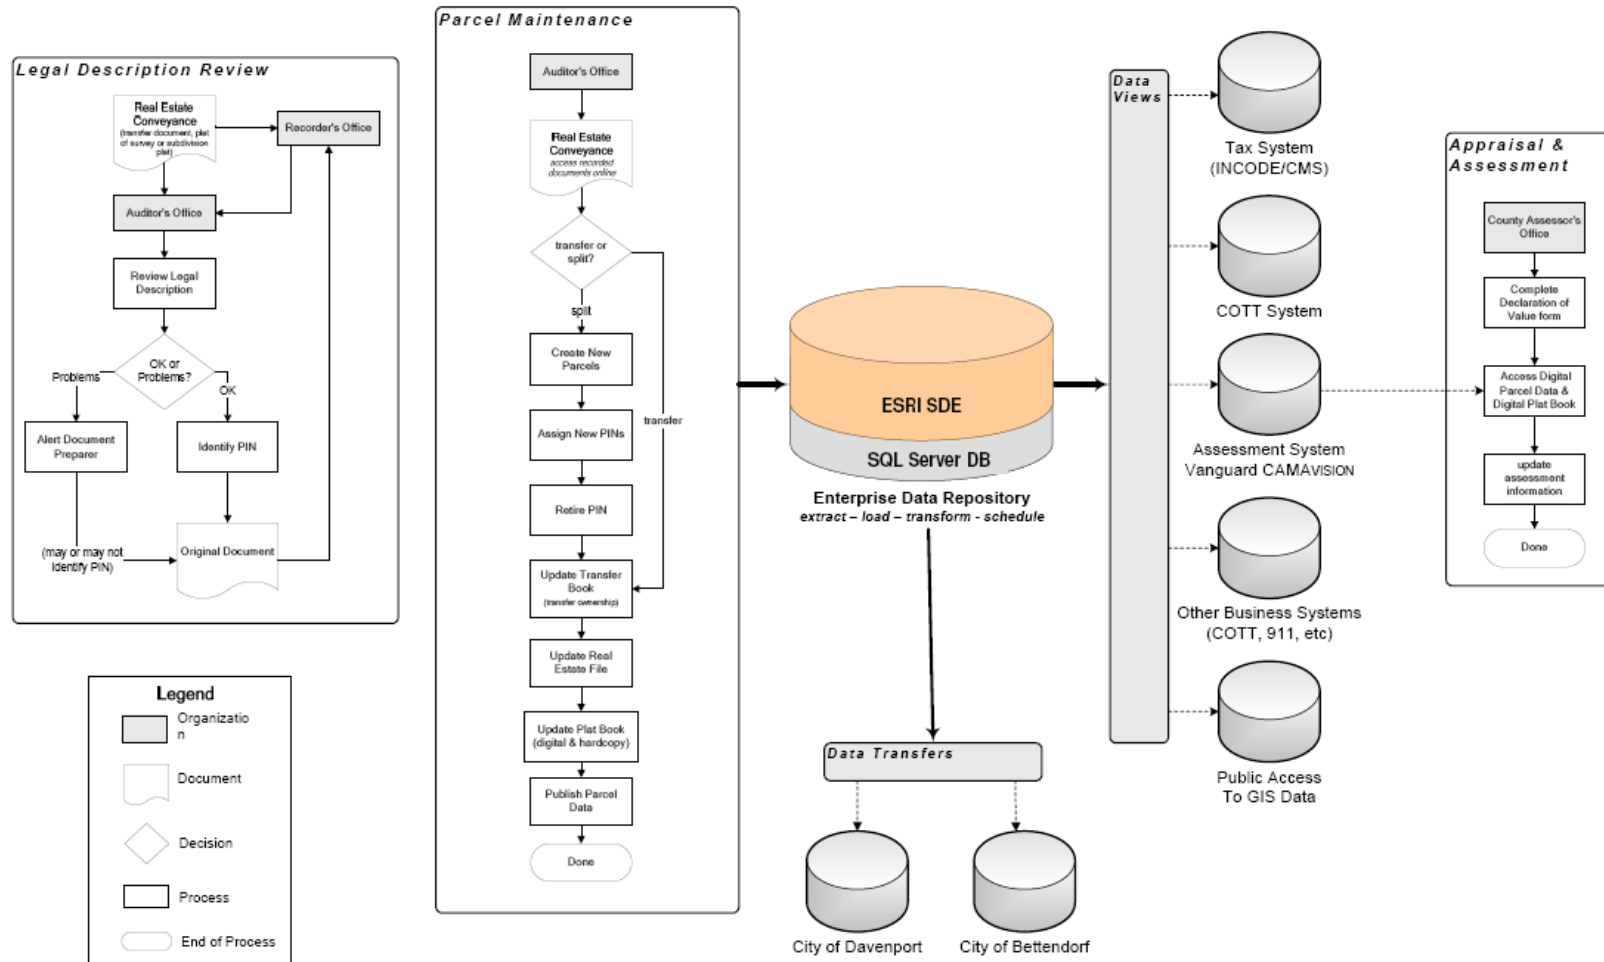 Legal Description Review
Real Estate
Conveyance
(transfer document, plat
of survey or subdivision
plat)
Recorder's Office
Auditor's Office
Review Legal
Description
OK or
Problems?
Problems
OK
Alert Document
Preparer
Identify PIN
(may or may not
identify PIN)
Original Document
Legend
Organizatio
n
Document
Decision
Process
End of Process
Parcel Maintenance
Auditor's Office
Real Estate
Conveyance
access recorded
documents online
transfer or
split?
split
transfer
Create New
Parcels
Assign New PINs
Retire PIN
Update Transfer
Book
(transfer ownership)
Update Real
Estate File
Update Plat Book
(digital & hardcopy)
Publish Parcel
Data
Done
ESRI SDE
SQL Server DB
Enterprise Data Repository
extract – load – transform - schedule
Data Transfers
City of Davenport
City of Bettendorf
Data
Views
Tax System
(INCODE/CMS)
COTT System
Assessment System
Vanguard CAMAVISION
Other Business Systems
(COTT, 911, etc)
Public Access
To GIS Data
Appraisal &
Assessment
County Assessor's
Office
Complete
Declaration of
Value form
Access Digital
Parcel Data &
Digital Plat Book
update
assessment
information
Done